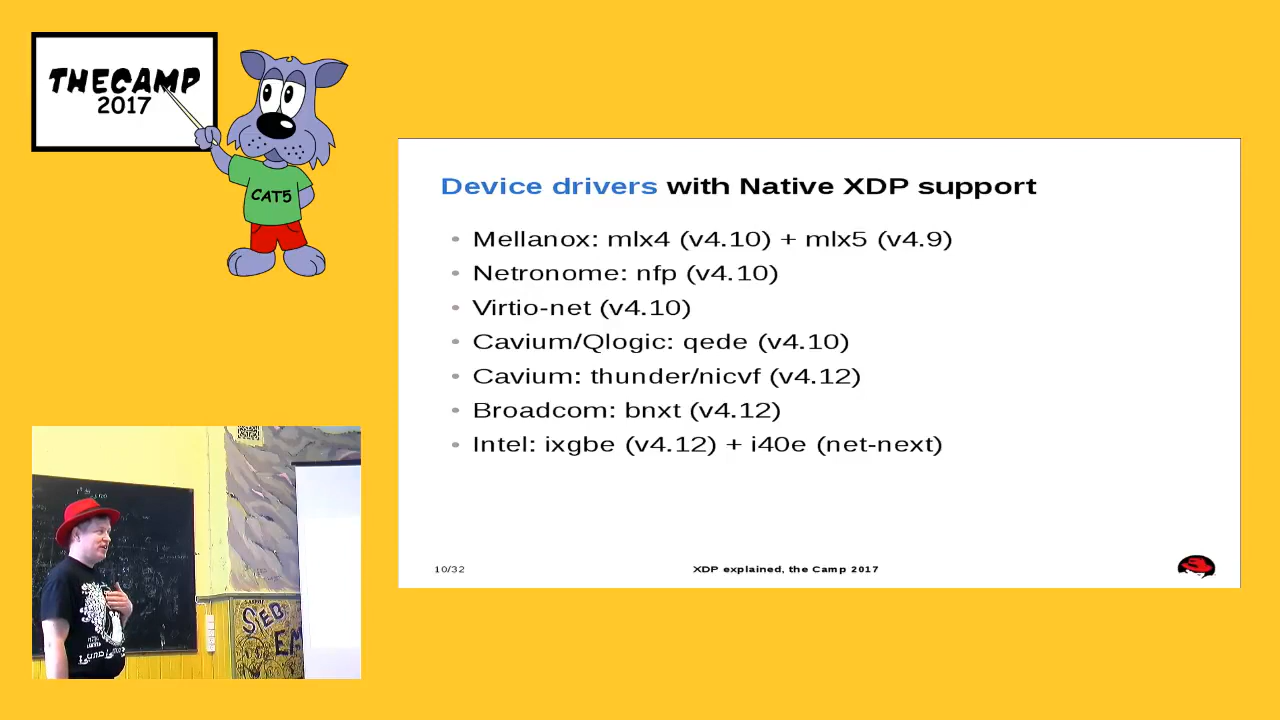 THECAMP
2017
CAT5
Device drivers with Native XDP support
• Mellanox: mlx4 (v4.10) + mlx5 (v4.9)
• Netronome: nfp (v4.10)
• Virtio-net (v4.10)
• Cavium/Qlogic: qede (v4.10)
• Cavium: thunder/nicvf (v4.12)
• Broadcom: bnxt (v4.12)
• Intel: ixgbe (v4.12) + i40e (net-next)
10/32
XDP explained, the Camp 2017